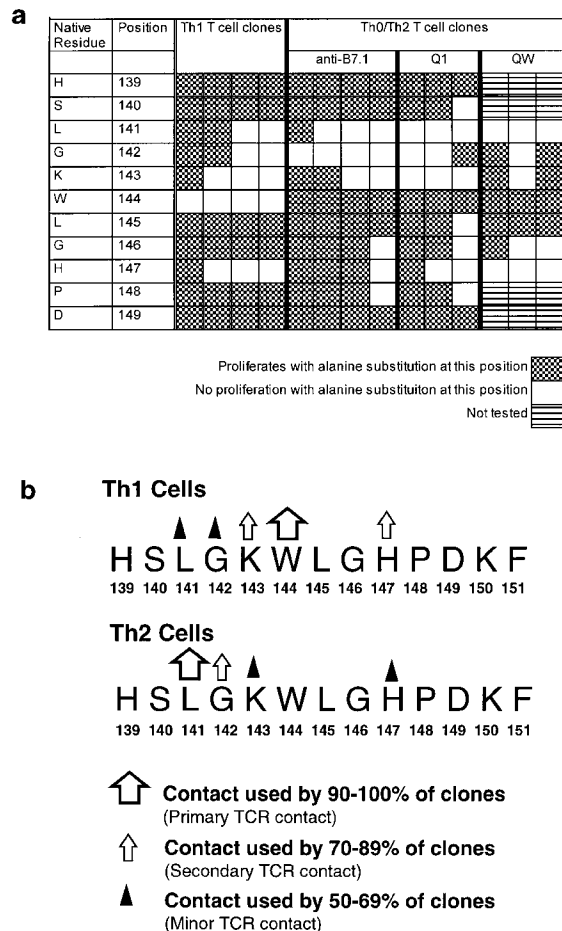 a
Native Residue Position Th1 T cell clones Th0/Th2 T cell clones
anti-B7.1 Q1 QW
H 139
S 140
L 141
G 142
K 143
W 144
L 145
G 146
H 147
P 148
D 149
Proliferates with alanine substitution at this position
No proliferation with alanine substituiton at this position
Not tested
b
Th1 Cells
H S L G K W L G H P D K F
139 140 141 142 143 144 145 146 147 148 149 150 151
Th2 Cells
H S L G K W L G H P D K F
139 140 141 142 143 144 145 146 147 148 149 150 151
Contact used by 90-100% of clones
(Primary TCR contact)
Contact used by 70-89% of clones
(Secondary TCR contact)
Contact used by 50-69% of clones
(Minor TCR contact)